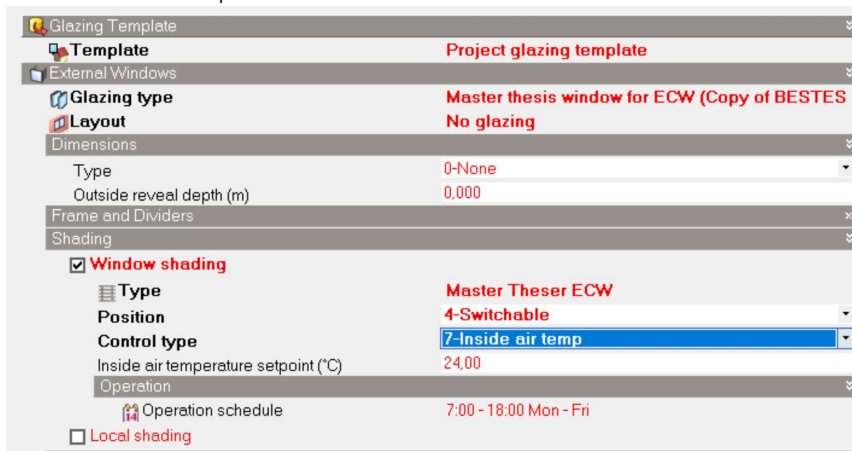 Glazing Template
Template Project glazing template
External Windows
Glazing type Master thesis window for ECW (Copy of BESTES
Layout No glazing
Dimensions
Type 0-None
Outside reveal depth (m) 0,000
Frame and Dividers
Shading
Window shading
Type Master Theser ECW
Position 4-Switchable
Control type 7-Inside air temp
Inside air temperature setpoint (°C) 24,00
Operation
14 Operation schedule 7:00 - 18:00 Mon - Fri
Local shading